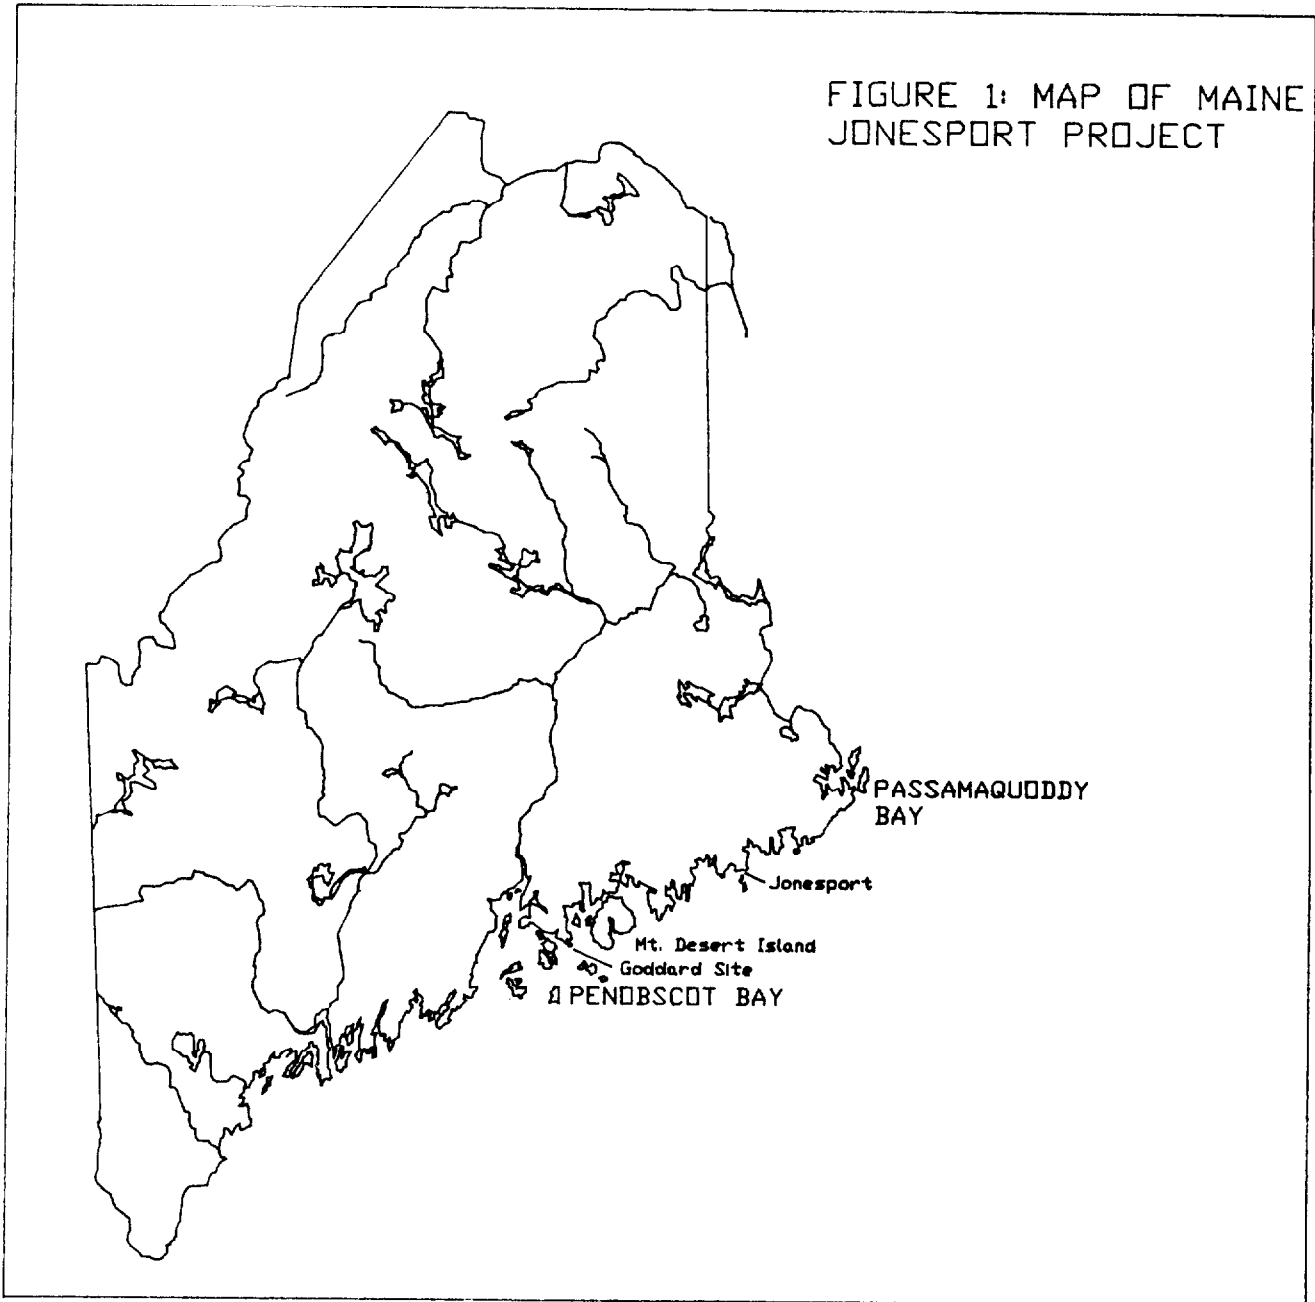 FIGURE 1: MAP OF MAINE
JONESPORT PROJECT
PASSAMAQUODDY
BAY
Jonesport
Mt. Desert Island
Goddard Site
PENOBSCOT BAY